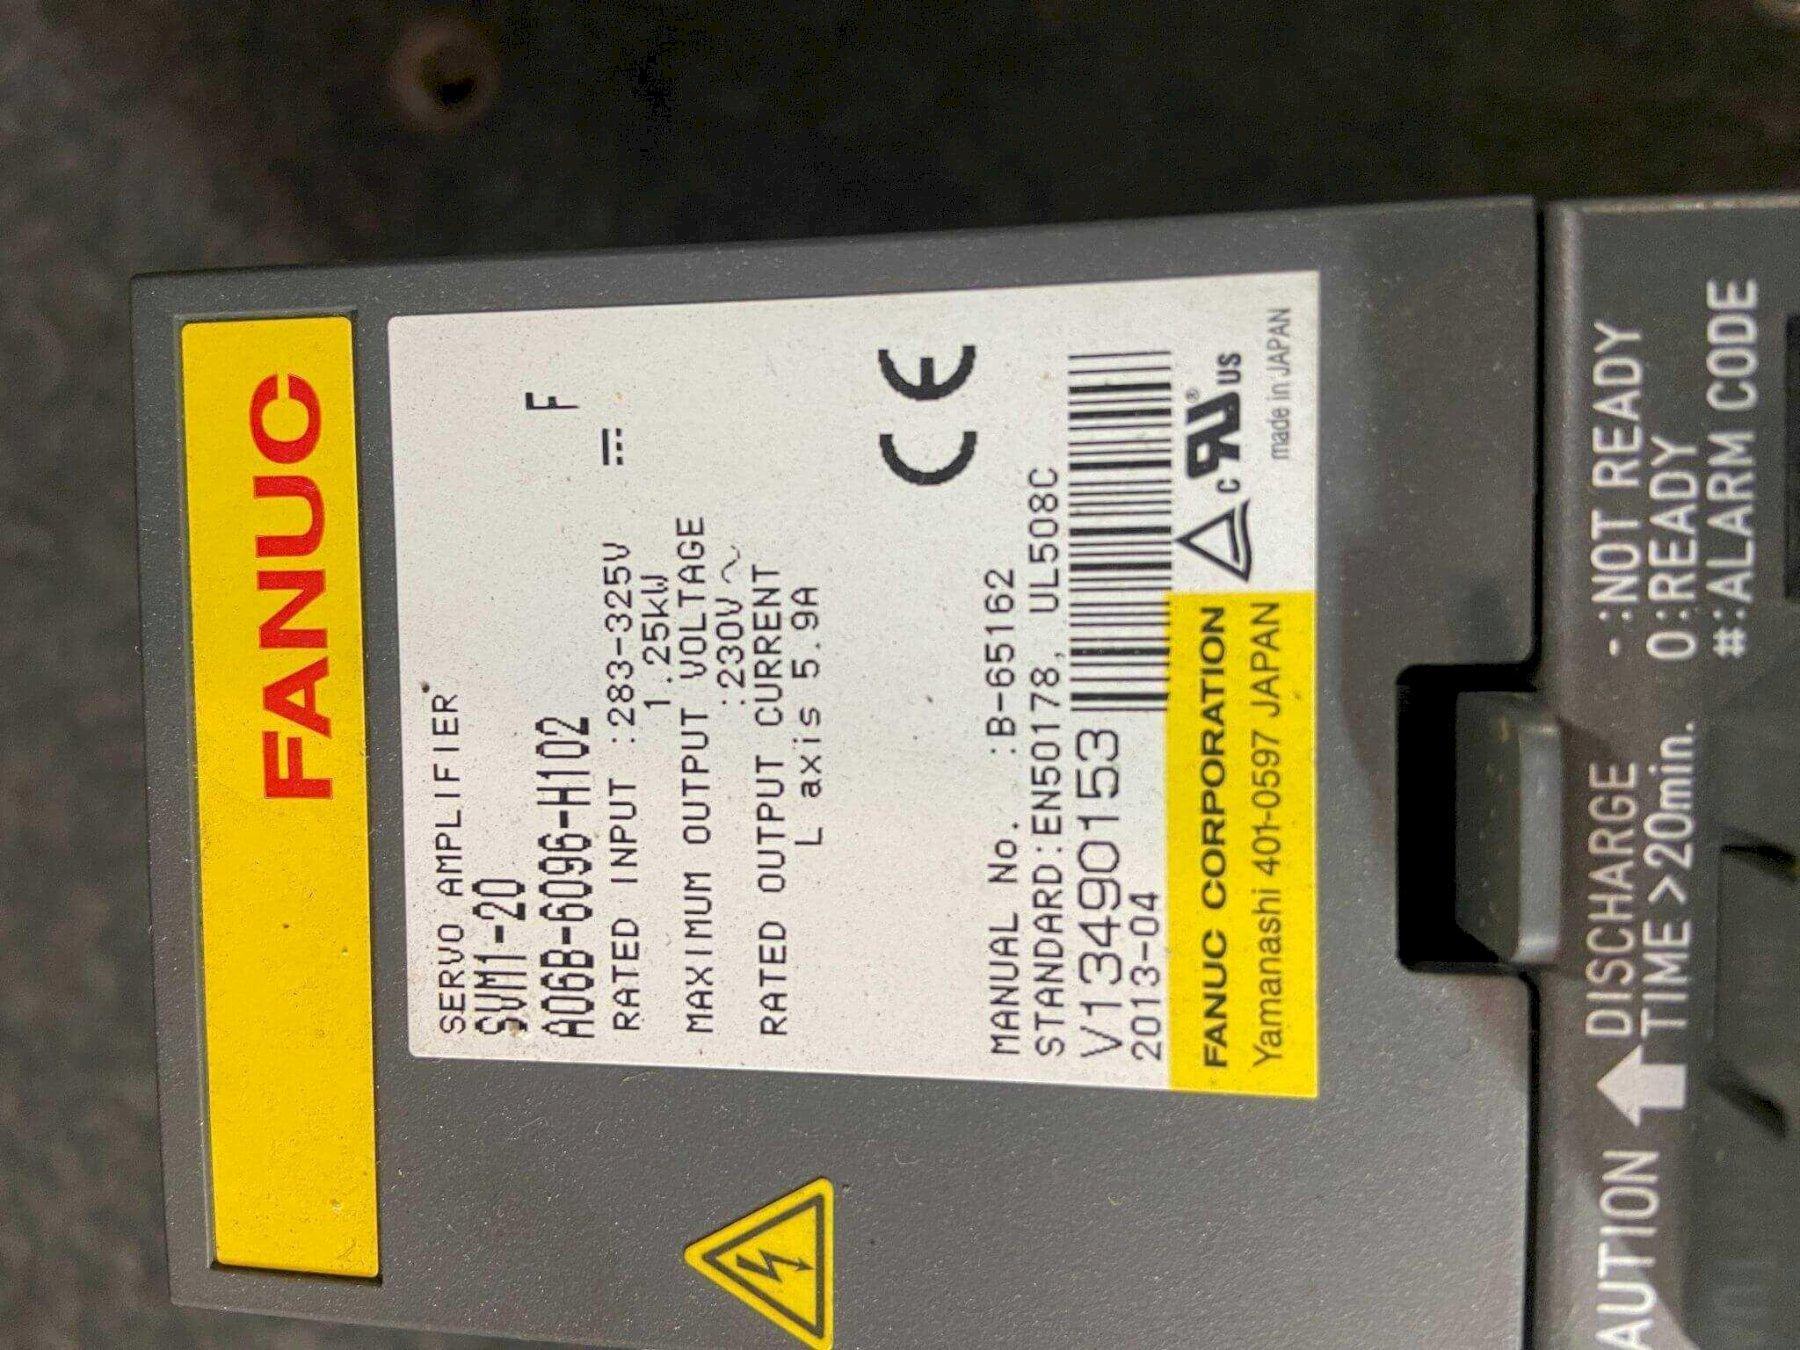 FANUC
SERVO AMPLIFIER
SVM1-20
A06B-6096-H102 F
RATED INPUT :283-325V ⎓
1.25kW
MAXIMUM OUTPUT VOLTAGE
:230V～
RATED OUTPUT CURRENT
L axis 5.9A
CE
MANUAL No. :B-65162
STANDARD:EN50178, UL508C
V13490153
2013-04
FANUC CORPORATION
Yamanashi 401-0597 JAPAN
c RU ® US
made in JAPAN
AUTION
DISCHARGE
TIME >20min.
- :NOT READY
0:READY
#:ALARM CODE